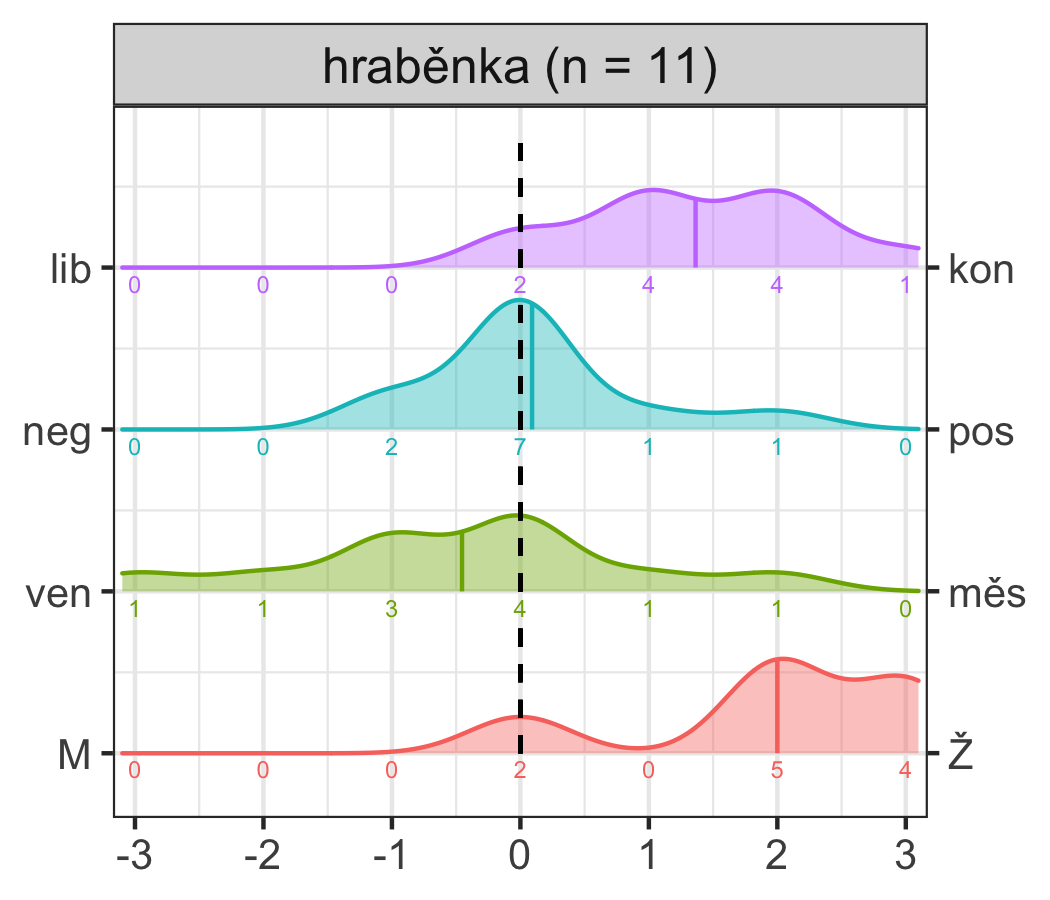 hraběnka (n = 11)
lib kon
0 0 0 2 4 4 1
neg pos
0 0 2 7 1 1 0
ven měs
1 1 3 4 1 1 0
M Ž
0 0 0 2 0 5 4
-3 -2 -1 0 1 2 3